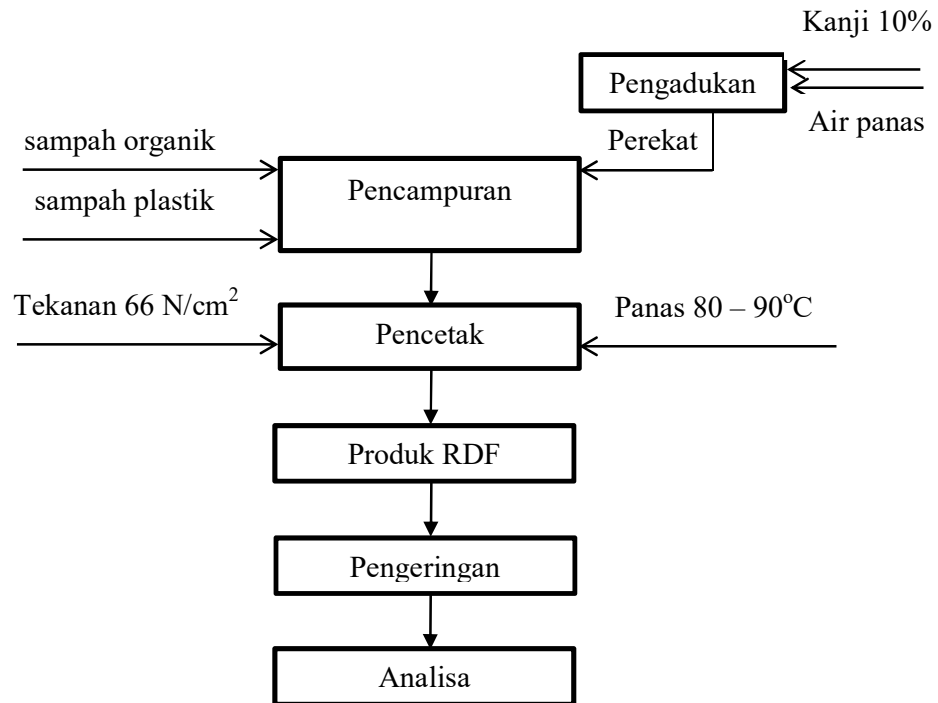 Kanji 10%
Pengadukan
Air panas
Perekat
sampah organik
sampah plastik
Pencampuran
Tekanan 66 N/cm²
Pencetak
Panas 80 – 90°C
Produk RDF
Pengeringan
Analisa